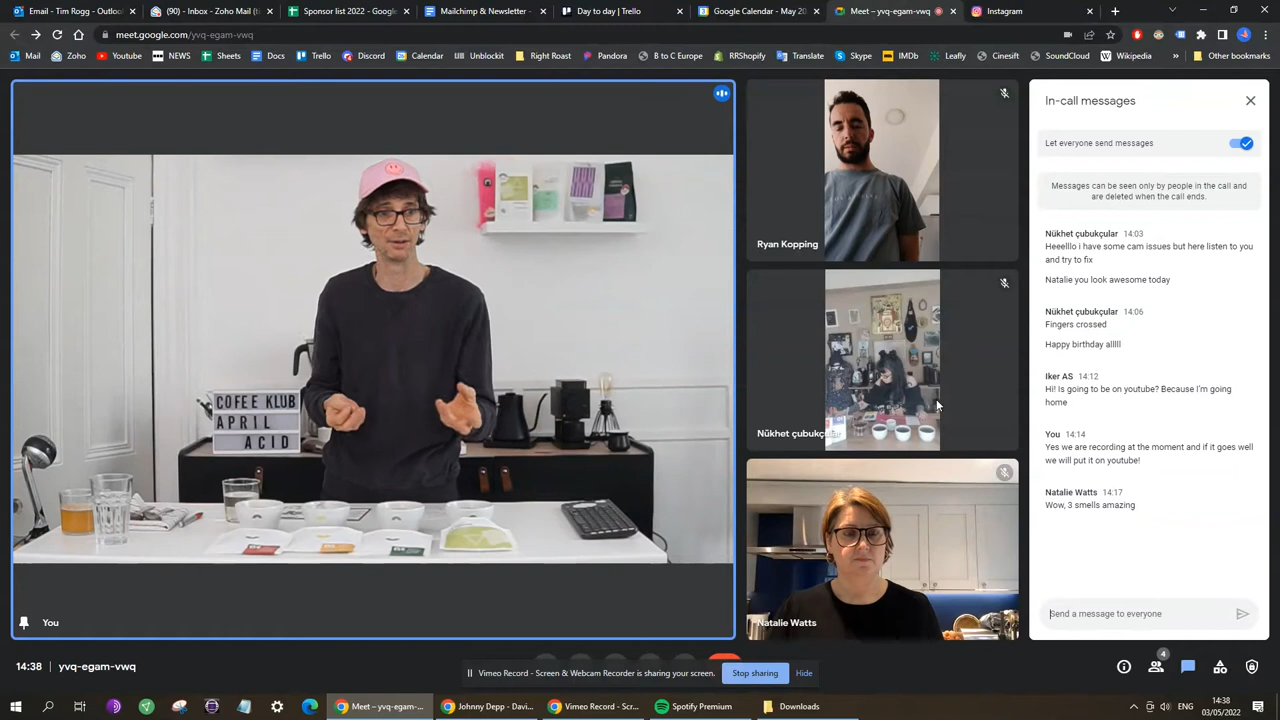 Tim Rogg - Outloo
(90) - Inbox - Zoho Mail (t
Sponsor list 2022 - Google
Mailchimp & Newsletter -
Day to day | Trello
Google Calendar - May 20
Meet – yvq-egam-vwq
Instagram
meet.google.com/yvq-egam-vwq
Mail
Zoho
Youtube
NEWS
Sheets
Docs
Trello
Discord
Calendar
Unblockit
Right Roast
Pandora
B to C Europe
RRShopify
Translate
Skype
IMDb
Leafly
Cinesift
SoundCloud
Wikipedia
Other bookmarks
COFEE KLUB
APRIL
ACID
You
Ryan Kopping
Nükhet çubukçular
Natalie Watts
In-call messages
Let everyone send messages
Messages can be seen only by people in the call and
are deleted when the call ends.
Nükhet çubukçular 14:03
Heeelllo i have some cam issues but here listen to you
and try to fix
Natalie you look awesome today
Nükhet çubukçular 14:06
Fingers crossed
Happy birthday alllll
Iker AS 14:12
Hi! Is going to be on youtube? Because I'm going
home
You 14:14
Yes we are recording at the moment and if it goes well
we will put it on youtube!
Natalie Watts 14:17
Wow, 3 smells amazing
Send a message to everyone
14:38 | yvq-egam-vwq
4
Vimeo Record - Screen & Webcam Recorder is sharing your screen.
Stop sharing
Hide
Meet – yvq-egam-...
Johnny Depp - Davi...
Vimeo Record - Scr...
Spotify Premium
Downloads
14:38
03/05/2022